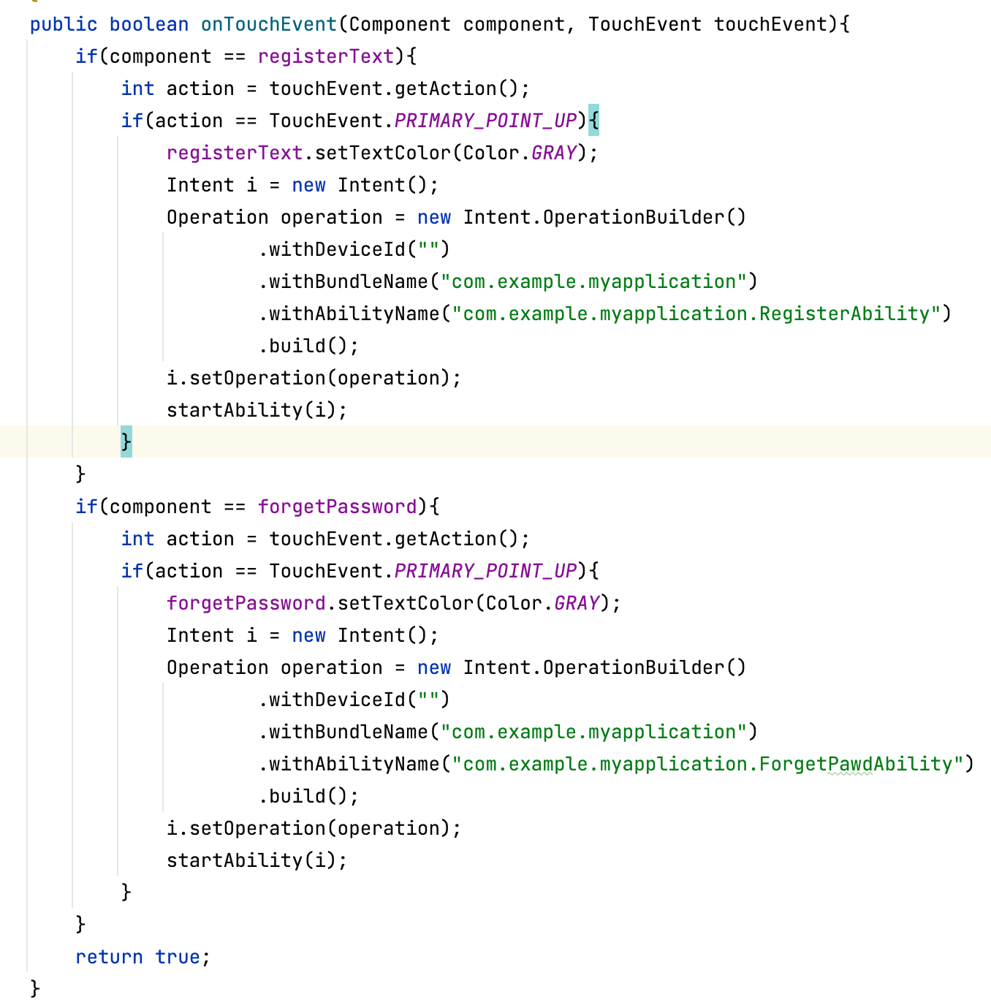 public boolean onTouchEvent(Component component, TouchEvent touchEvent){
    if(component == registerText){
        int action = touchEvent.getAction();
        if(action == TouchEvent.PRIMARY_POINT_UP){
            registerText.setTextColor(Color.GRAY);
            Intent i = new Intent();
            Operation operation = new Intent.OperationBuilder()
                    .withDeviceId("")
                    .withBundleName("com.example.myapplication")
                    .withAbilityName("com.example.myapplication.RegisterAbility")
                    .build();
            i.setOperation(operation);
            startAbility(i);
        }
    }
    if(component == forgetPassword){
        int action = touchEvent.getAction();
        if(action == TouchEvent.PRIMARY_POINT_UP){
            forgetPassword.setTextColor(Color.GRAY);
            Intent i = new Intent();
            Operation operation = new Intent.OperationBuilder()
                    .withDeviceId("")
                    .withBundleName("com.example.myapplication")
                    .withAbilityName("com.example.myapplication.ForgetPawdAbility")
                    .build();
            i.setOperation(operation);
            startAbility(i);
        }
    }
    return true;
}